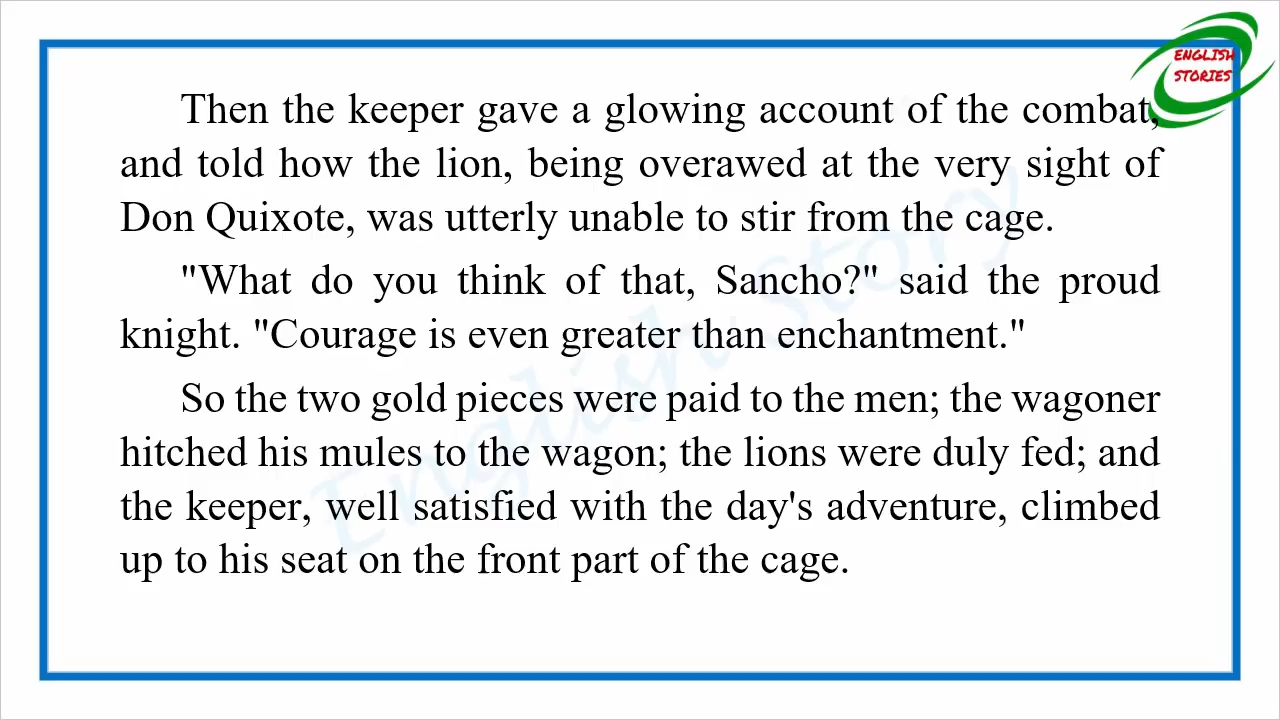 ENGLISH
STORIES
Then the keeper gave a glowing account of the combat,
and told how the lion, being overawed at the very sight of
Don Quixote, was utterly unable to stir from the cage.
"What do you think of that, Sancho?" said the proud
knight. "Courage is even greater than enchantment."
So the two gold pieces were paid to the men; the wagoner
hitched his mules to the wagon; the lions were duly fed; and
the keeper, well satisfied with the day's adventure, climbed
up to his seat on the front part of the cage.
English Story